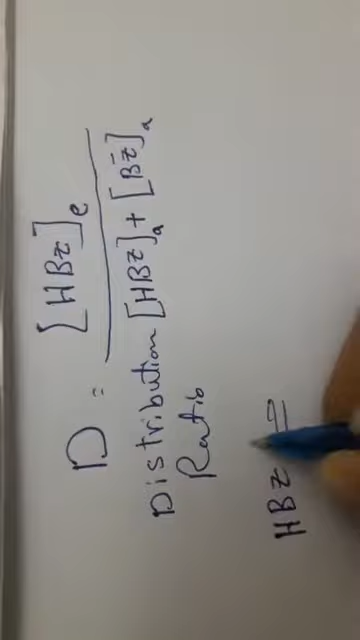 D = [HBz]e
[HBz]a + [Bz̄]a
Distribution
Ratio
HBz =